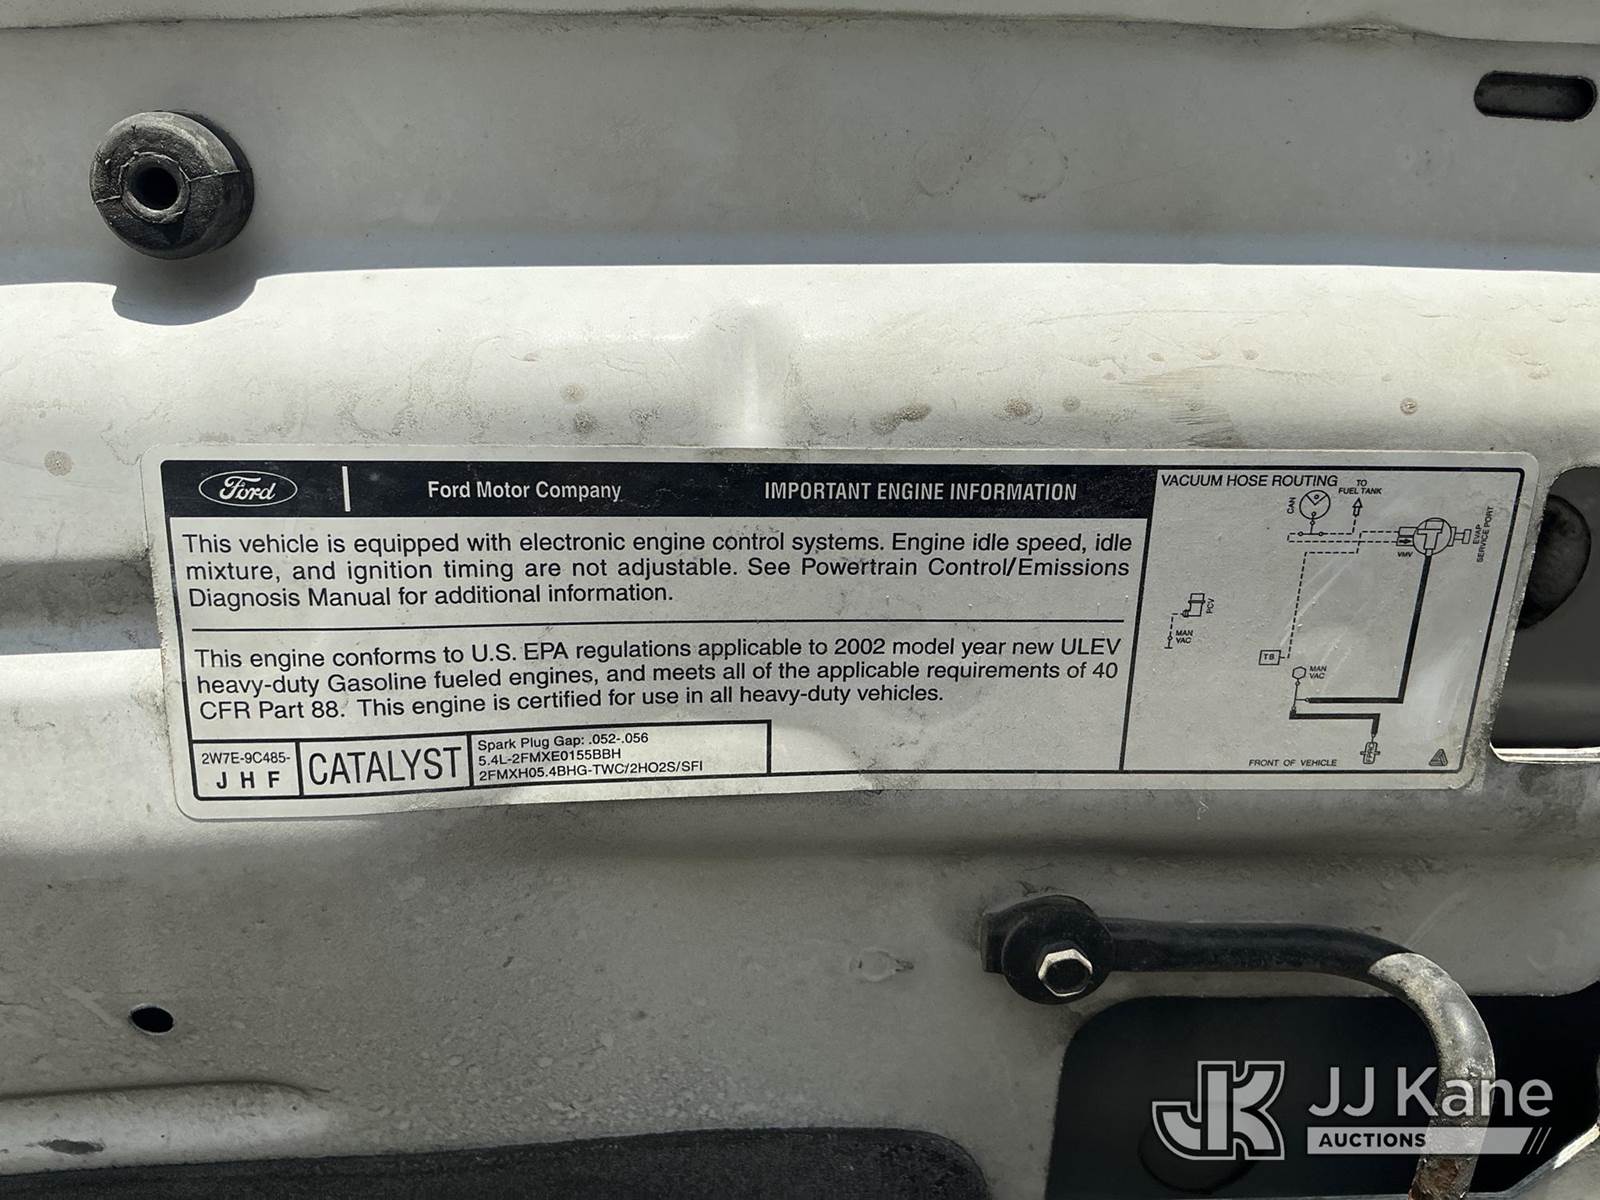 Ford
Ford Motor Company
IMPORTANT ENGINE INFORMATION
This vehicle is equipped with electronic engine control systems. Engine idle speed, idle
mixture, and ignition timing are not adjustable. See Powertrain Control/Emissions
Diagnosis Manual for additional information.
This engine conforms to U.S. EPA regulations applicable to 2002 model year new ULEV
heavy-duty Gasoline fueled engines, and meets all of the applicable requirements of 40
CFR Part 88. This engine is certified for use in all heavy-duty vehicles.
2W7E-9C485-
J H F
CATALYST
Spark Plug Gap: .052-.056
5.4L-2FMXE0155BBH
2FMXH05.4BHG-TWC/2HO2S/SFI
VACUUM HOSE ROUTING
TO
FUEL TANK
CAN
EVAP
SERVICE PORT
VMV
PCV
MAN
VAC
TB
MAN
VAC
FRONT OF VEHICLE
JK
JJ Kane
AUCTIONS